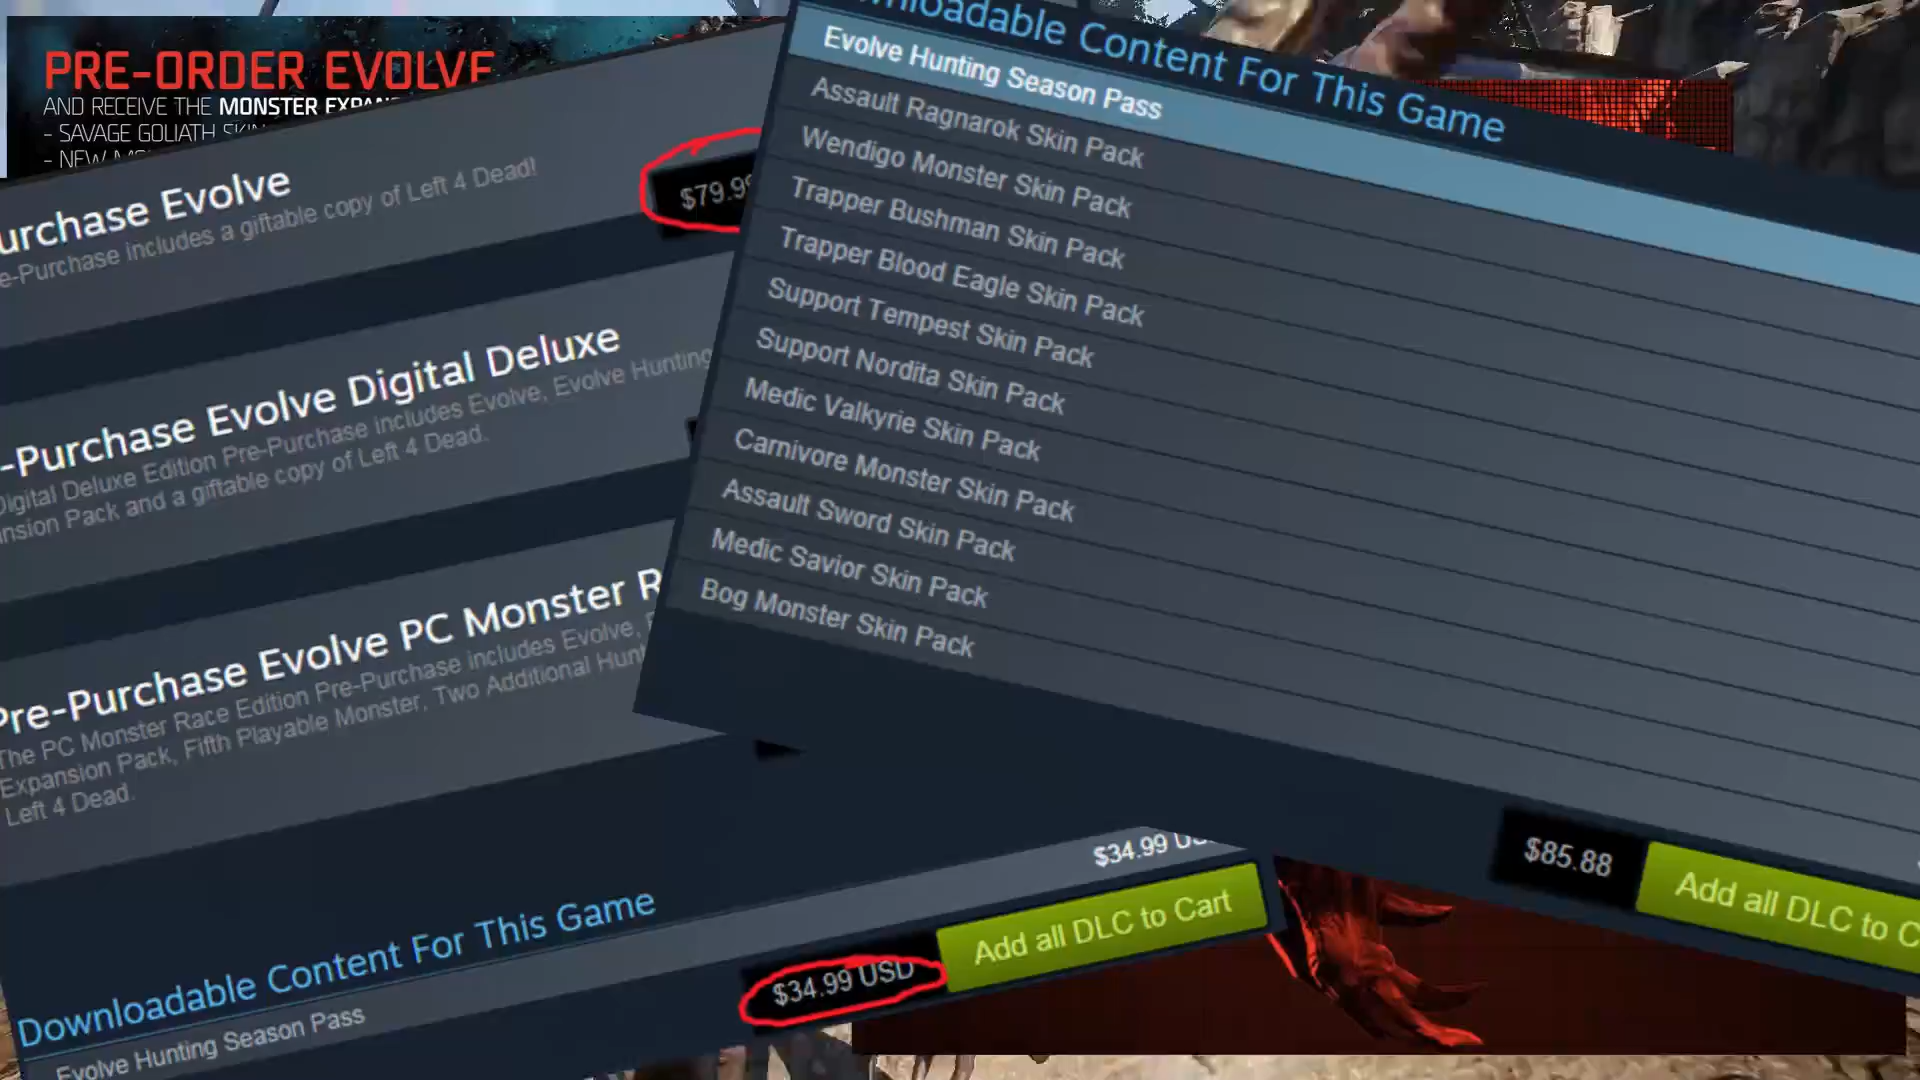 PRE-ORDER EVOLVE
AND RECEIVE THE MONSTER
- SAVAGE GOLIATH SKIN
- NEW
urchase Evolve
e-Purchase includes a giftable copy of Left 4 Dead!
$79.99
-Purchase Evolve Digital Deluxe
Digital Deluxe Edition Pre-Purchase includes Evolve, Evolve Hunting
nsion Pack and a giftable copy of Left 4 Dead.
Pre-Purchase Evolve PC Monster R
The PC Monster Race Edition Pre-Purchase includes Evolve,
Expansion Pack, Fifth Playable Monster, Two Additional Hunt
Left 4 Dead.
Downloadable Content For This Game
Evolve Hunting Season Pass
$34.99
$34.99 USD
Add all DLC to Cart
wnloadable Content For This Game
Evolve Hunting Season Pass
Assault Ragnarok Skin Pack
Wendigo Monster Skin Pack
Trapper Bushman Skin Pack
Trapper Blood Eagle Skin Pack
Support Tempest Skin Pack
Support Nordita Skin Pack
Medic Valkyrie Skin Pack
Carnivore Monster Skin Pack
Assault Sword Skin Pack
Medic Savior Skin Pack
Bog Monster Skin Pack
$85.88
Add all DLC to C